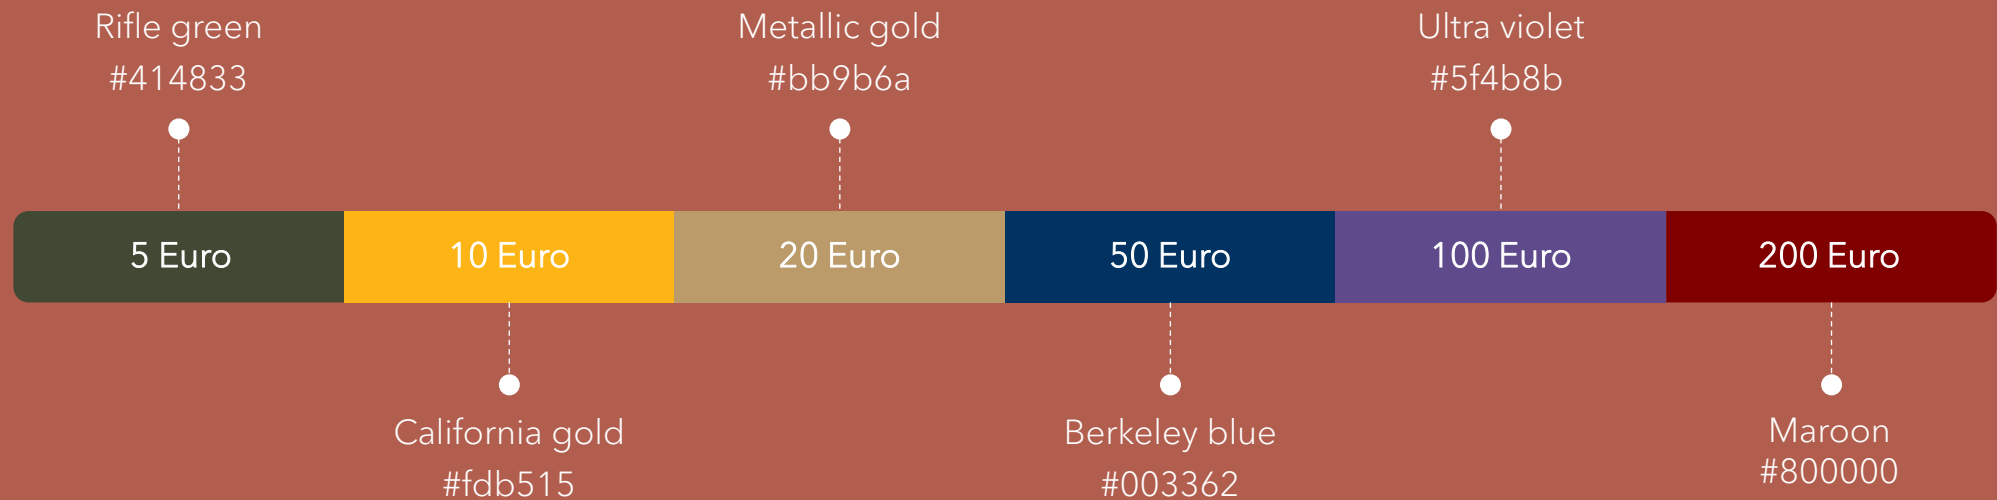 Rifle green
#414833
Metallic gold
#bb9b6a
Ultra violet
#5f4b8b
5 Euro
10 Euro
20 Euro
50 Euro
100 Euro
200 Euro
California gold
#fdb515
Berkeley blue
#003362
Maroon
#800000